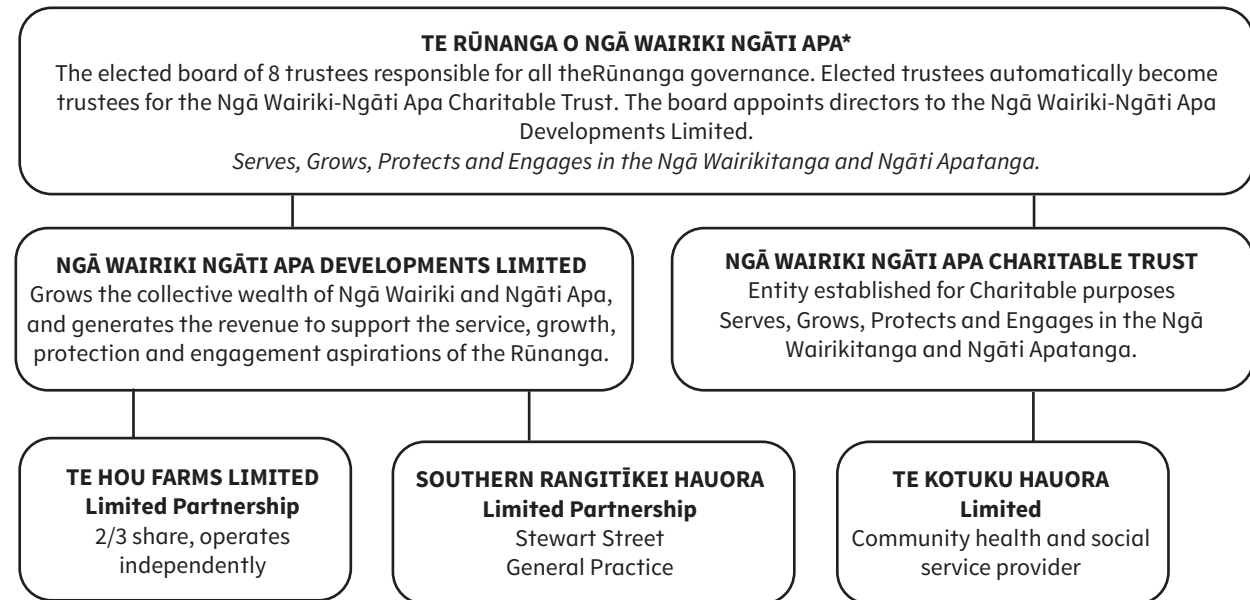 TE RŪNANGA O NGĀ WAIRIKI NGĀTI APA*
The elected board of 8 trustees responsible for all theRūnanga governance. Elected trustees automatically become
trustees for the Ngā Wairiki-Ngāti Apa Charitable Trust. The board appoints directors to the Ngā Wairiki-Ngāti Apa
Developments Limited.
Serves, Grows, Protects and Engages in the Ngā Wairikitanga and Ngāti Apatanga.
NGĀ WAIRIKI NGĀTI APA DEVELOPMENTS LIMITED
Grows the collective wealth of Ngā Wairiki and Ngāti Apa,
and generates the revenue to support the service, growth,
protection and engagement aspirations of the Rūnanga.
NGĀ WAIRIKI NGĀTI APA CHARITABLE TRUST
Entity established for Charitable purposes
Serves, Grows, Protects and Engages in the Ngā
Wairikitanga and Ngāti Apatanga.
TE HOU FARMS LIMITED
Limited Partnership
2/3 share, operates
independently
SOUTHERN RANGITĪKEI HAUORA
Limited Partnership
Stewart Street
General Practice
TE KOTUKU HAUORA
Limited
Community health and social
service provider